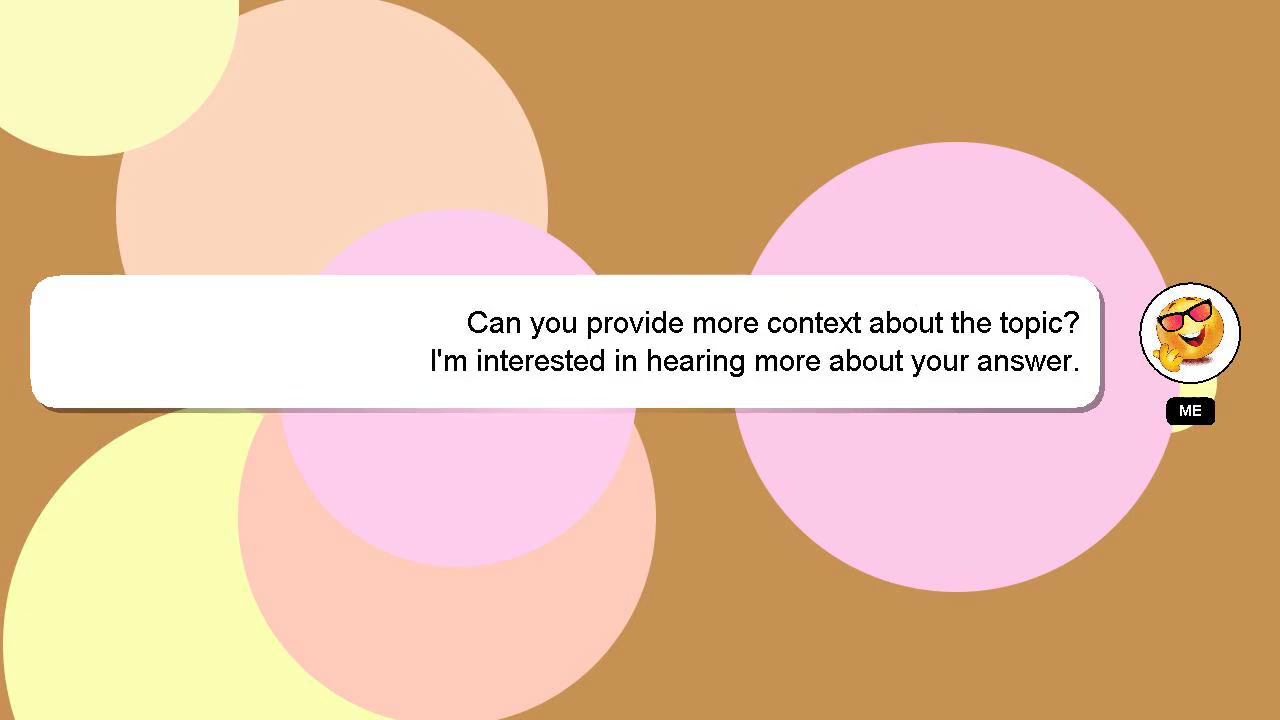 Can you provide more context about the topic?
I'm interested in hearing more about your answer.
ME